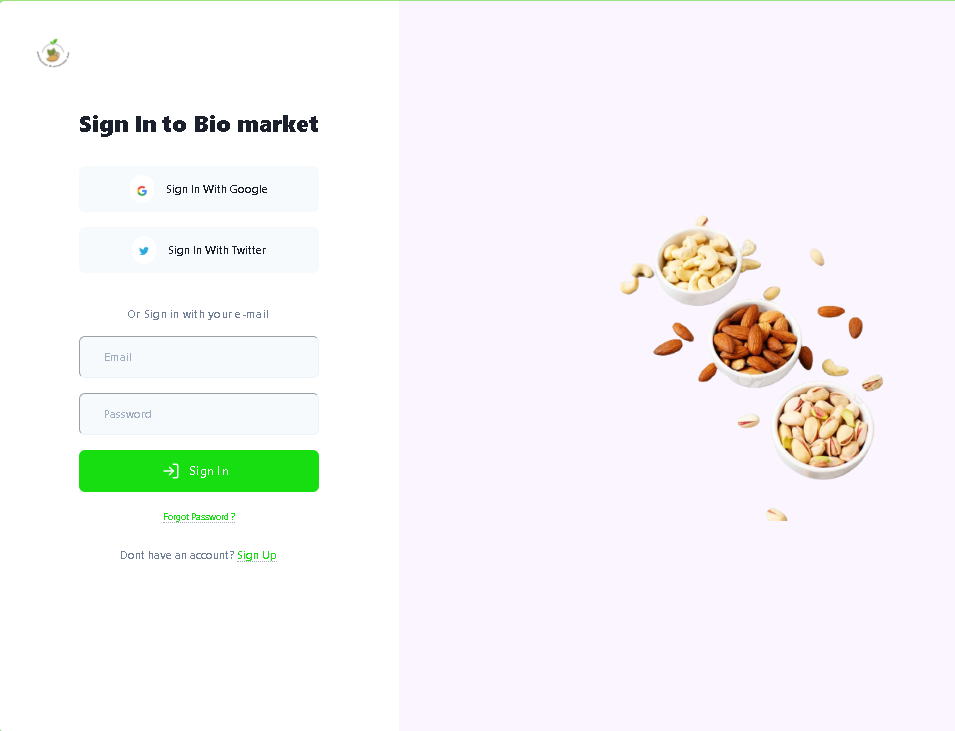 Sign In to Bio market
Sign In With Google
Sign In With Twitter
Or Sign in with your e-mail
Email
Password
Sign In
Forgot Password ?
Dont have an account? Sign Up